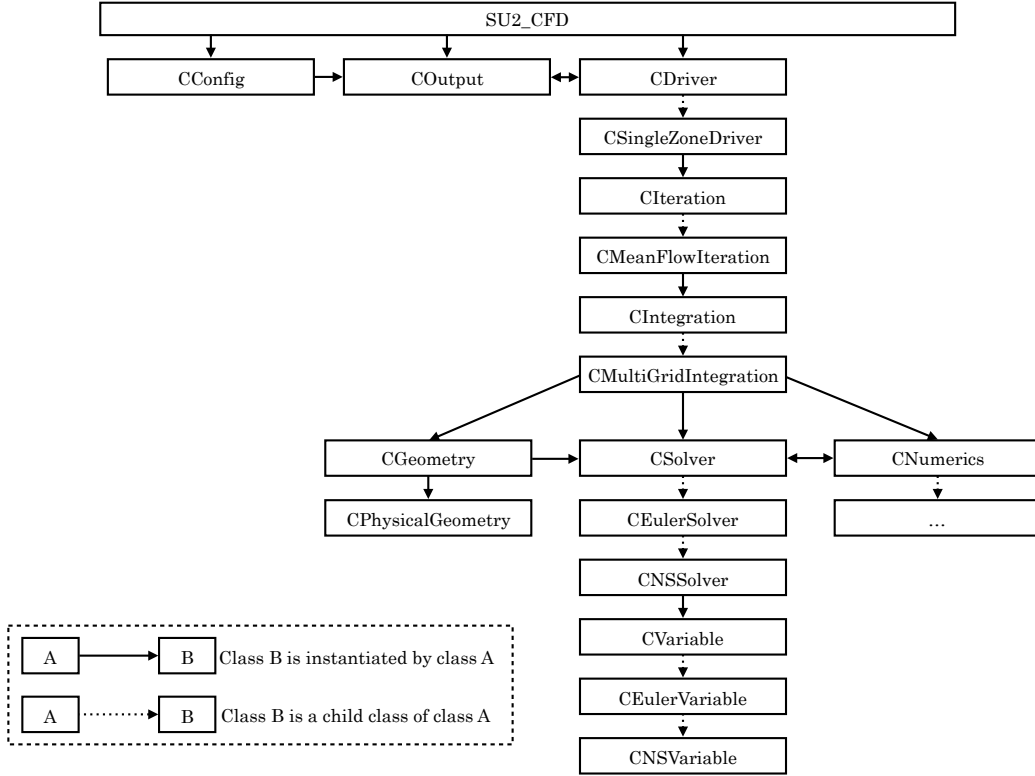 SU2_CFD
CConfig
COutput
CDriver
CSingleZoneDriver
CIteration
CMeanFlowIteration
CIntegration
CMultiGridIntegration
CGeometry
CSolver
CNumerics
CPhysicalGeometry
CEulerSolver
...
CNSSolver
CVariable
CEulerVariable
CNSVariable
A
B
Class B is instantiated by class A
A
B
Class B is a child class of class A